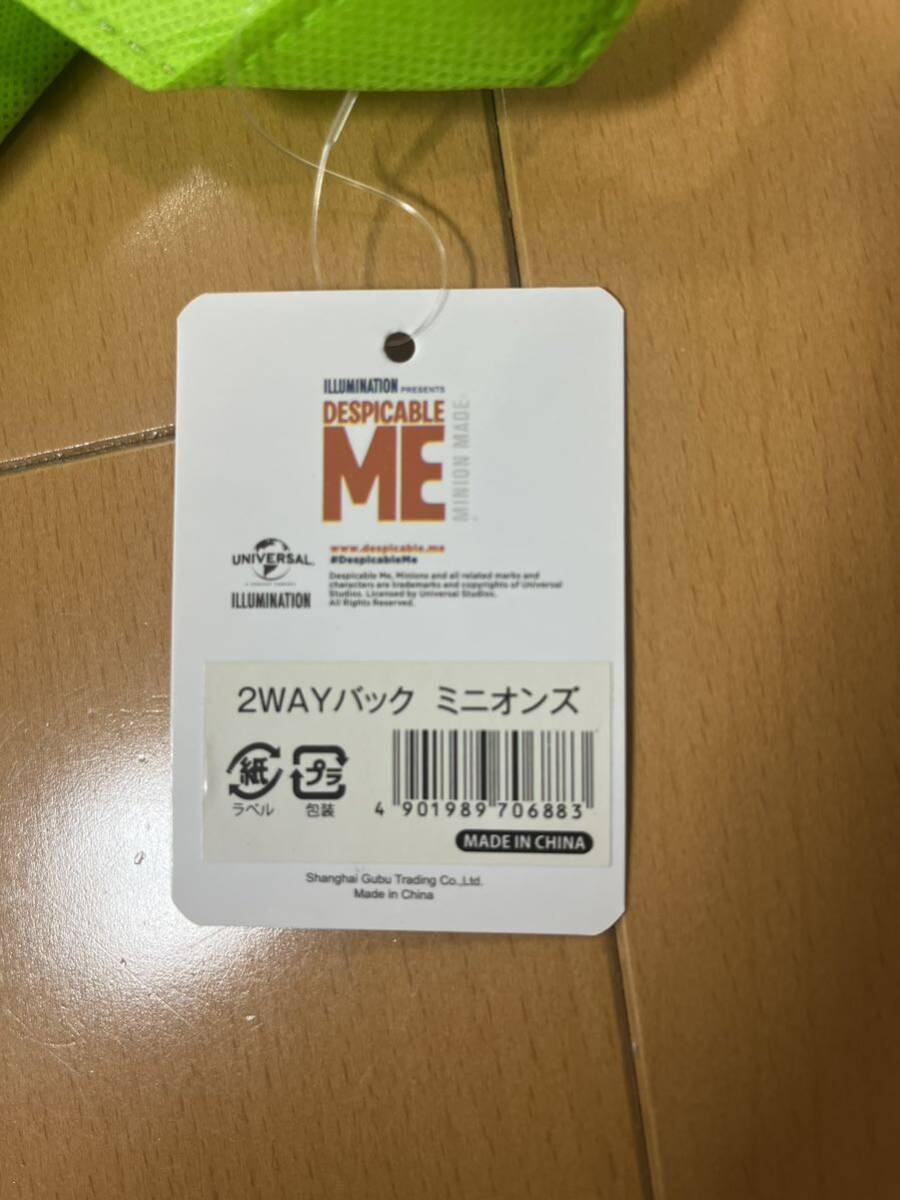 ILLUMINATION PRESENTS
DESPICABLE
ME
MINION MADE
www.despicable.me
#DespicableMe
UNIVERSAL
ILLUMINATION
Despicable Me, Minions and all related marks and
characters are trademarks and copyrights of Universal
Studios. Licensed by Universal Studios.
All Rights Reserved.
2WAYバック ミニオンズ
紙
ラベル
プラ
包装
4 901989 706883
MADE IN CHINA
Shanghai Gubu Trading Co.,Ltd.
Made in China